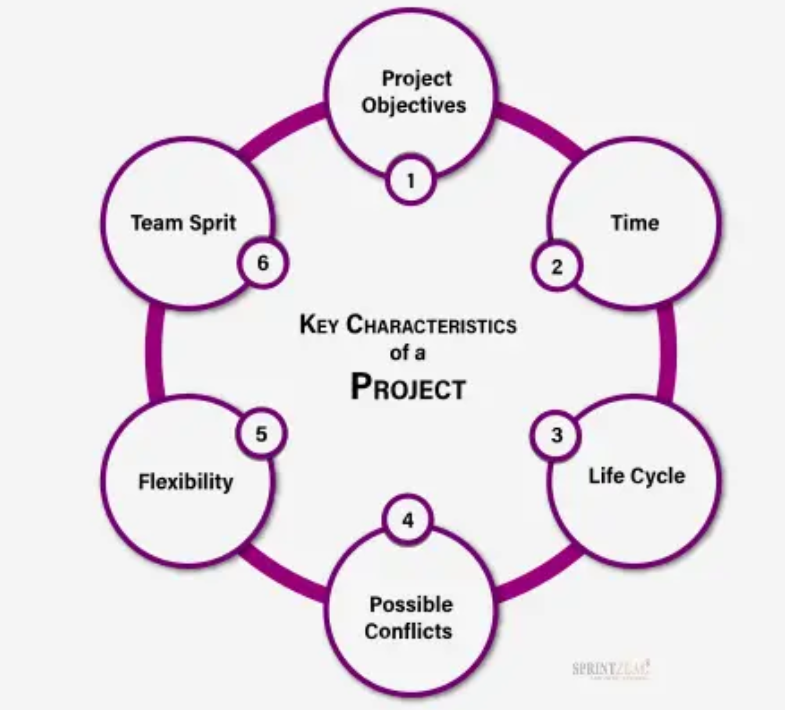 Project
Objectives
1
Time
2
Life Cycle
3
Possible
Conflicts
4
Flexibility
5
Team Sprit
6
KEY CHARACTERISTICS
of a
PROJECT
SPRINTZEAL